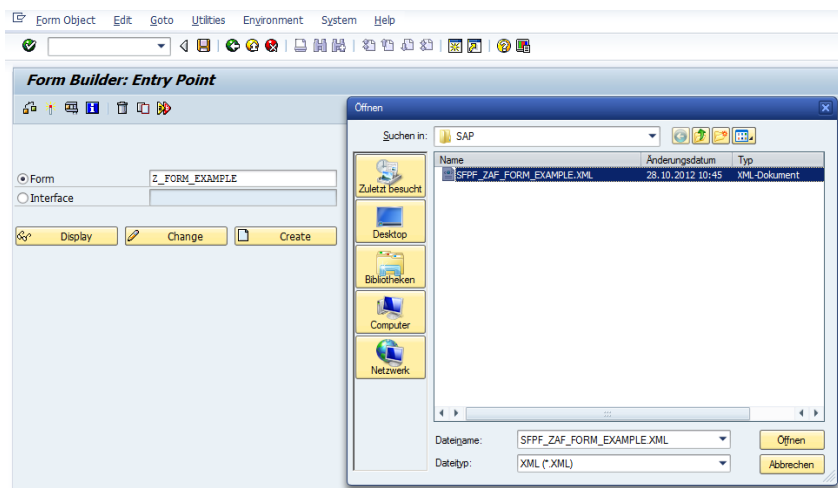 Form Object Edit Goto Utilities Environment System Help
Form Builder: Entry Point
Form Z_FORM_EXAMPLE
Interface
Display Change Create
Öffnen
Suchen in: SAP
Name Änderungsdatum Typ
SFPF_ZAF_FORM_EXAMPLE.XML 28.10.2012 10:45 XML-Dokument
Zuletzt besucht
Desktop
Bibliotheken
Computer
Netzwerk
Dateiname: SFPF_ZAF_FORM_EXAMPLE.XML Öffnen
Dateityp: XML (*.XML) Abbrechen